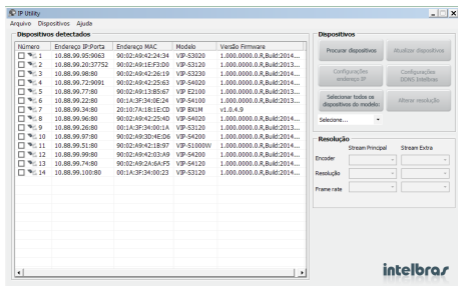 IP Utility
Arquivo Dispositivos Ajuda
Dispositivos detectados
Número Endereço IP:Porta Endereço MAC Modelo Versão Firmware
1 10.88.99.95:9063 90:02:A9:42:24:34 VIP-S3020 1.000.0000.0.R,Build:2014....
2 10.88.99.20:37752 90:02:A9:1E:F3:D0 VIP-S3120 1.000.0000.0.R,Build:2013....
3 10.88.99.98:80 90:02:A9:42:26:19 VIP-S3230 1.000.0000.0.R,Build:2014....
4 10.88.99.72:9091 90:02:A9:42:25:63 VIP-S4020 1.000.0000.0.R,Build:2014....
5 10.88.99.77:80 90:02:A9:13:B5:67 VIP E2100 1.000.0000.0.R,Build:2013....
6 10.88.99.22:80 00:1A:3F:34:0E:24 VIP-S4100 1.000.0000.0.R,Build:2013....
7 10.88.99.34:80 20:10:7A:18:1E:CD VIP BX1M v1.0.4.9
8 10.88.99.96:80 90:02:A9:42:25:4D VIP-S4020 1.000.0000.0.R,Build:2014....
9 10.88.99.26:80 00:1A:3F:34:00:1A VIP-S3120 1.000.0000.0.R,Build:2013....
10 10.88.99.97:80 90:02:A9:3D:4E:D6 VIP-S4200 1.000.0000.0.R,Build:2014....
11 10.88.99.51:80 90:02:A9:42:18:97 VIP-S1000W 1.000.0000.0.R,Build:2014....
12 10.88.99.99:80 90:02:A9:42:03:A9 VIP-S4200 1.000.0000.0.R,Build:2014....
13 10.88.99.74:80 90:02:A9:2A:6A:F5 VIP-S4120 1.000.0000.0.R,Build:2014....
14 10.88.99.100:80 00:1A:3F:34:00:23 VIP-S3120 1.000.0000.0.R,Build:2013....
Dispositivos
Procurar dispositivos Atualizar dispositivos
Configurações endereço IP
Configurações DDNS Intelbras
Selecionar todos os dispositivos do modelo:
Alterar resolução
Selecione...
Resolução
Stream Principal Stream Extra
Encoder
Resolução
Frame rate
intelbras